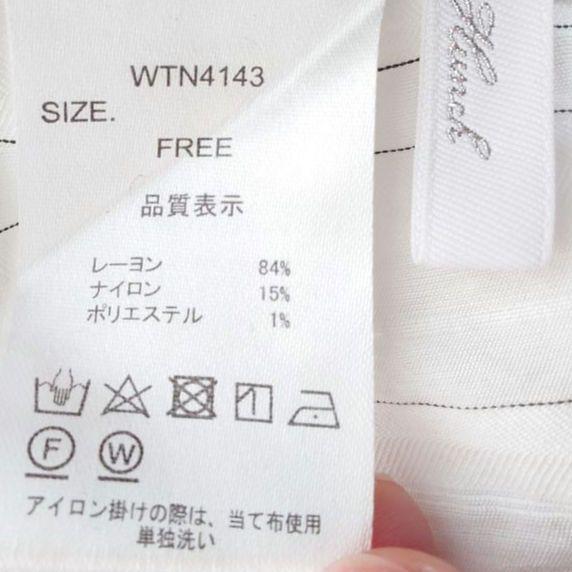 WTN4143
SIZE.
FREE
品質表示
レーヨン 84%
ナイロン 15%
ポリエステル 1%
F W
アイロン掛けの際は、当て布使用
単独洗い